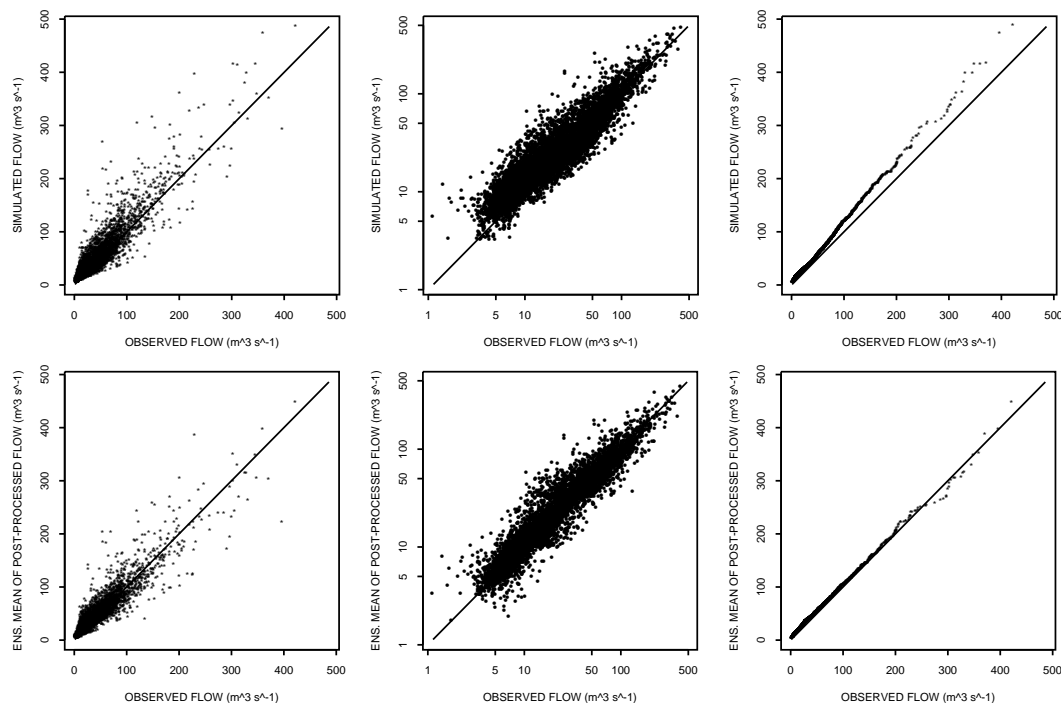 500
400
300
200
100
0
SIMULATED FLOW (m^3 s^-1)
0 100 200 300 400 500
OBSERVED FLOW (m^3 s^-1)
500
100
50
10
5
1
SIMULATED FLOW (m^3 s^-1)
1 5 10 50 100 500
OBSERVED FLOW (m^3 s^-1)
500
400
300
200
100
0
SIMULATED FLOW (m^3 s^-1)
0 100 200 300 400 500
OBSERVED FLOW (m^3 s^-1)
500
400
300
200
100
0
ENS. MEAN OF POST-PROCESSED FLOW (m^3 s^-1)
0 100 200 300 400 500
OBSERVED FLOW (m^3 s^-1)
500
100
50
10
5
1
ENS. MEAN OF POST-PROCESSED FLOW (m^3 s^-1)
1 5 10 50 100 500
OBSERVED FLOW (m^3 s^-1)
500
400
300
200
100
0
ENS. MEAN OF POST-PROCESSED FLOW (m^3 s^-1)
0 100 200 300 400 500
OBSERVED FLOW (m^3 s^-1)